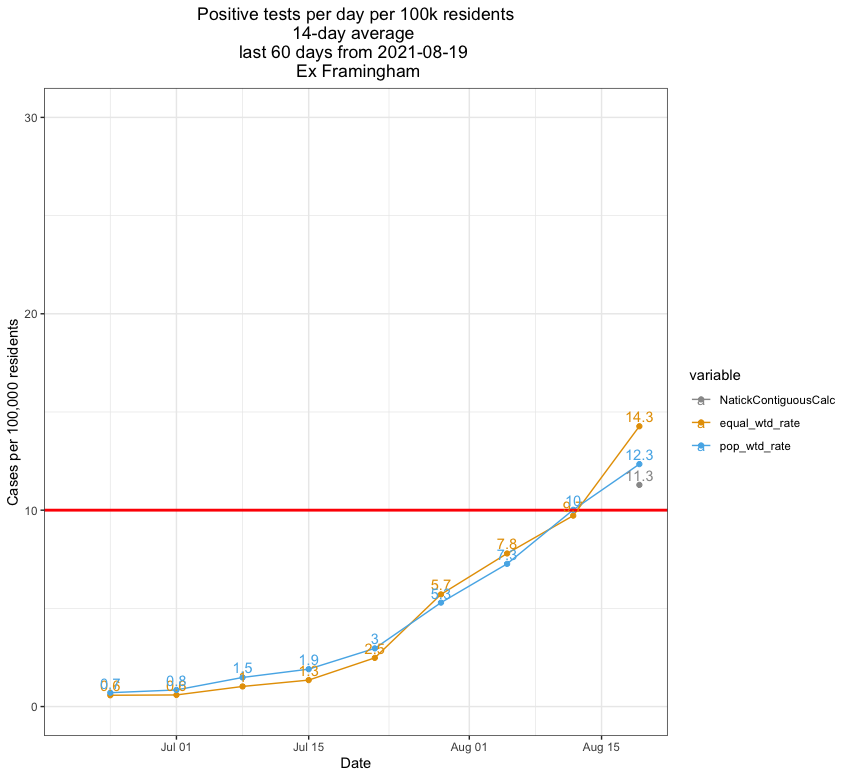 Positive tests per day per 100k residents
14-day average
last 60 days from 2021-08-19
Ex Framingham
30
20
10
0
Cases per 100,000 residents
14.3
12.3
11.3
10
7.8
7.3
5.7
5.3
3
2.5
1.9
1.3
1.5
0.8
0.6
0.7
0.6
Jul 01
Jul 15
Aug 01
Aug 15
Date
variable
a NatickContiguousCalc
a equal_wtd_rate
a pop_wtd_rate